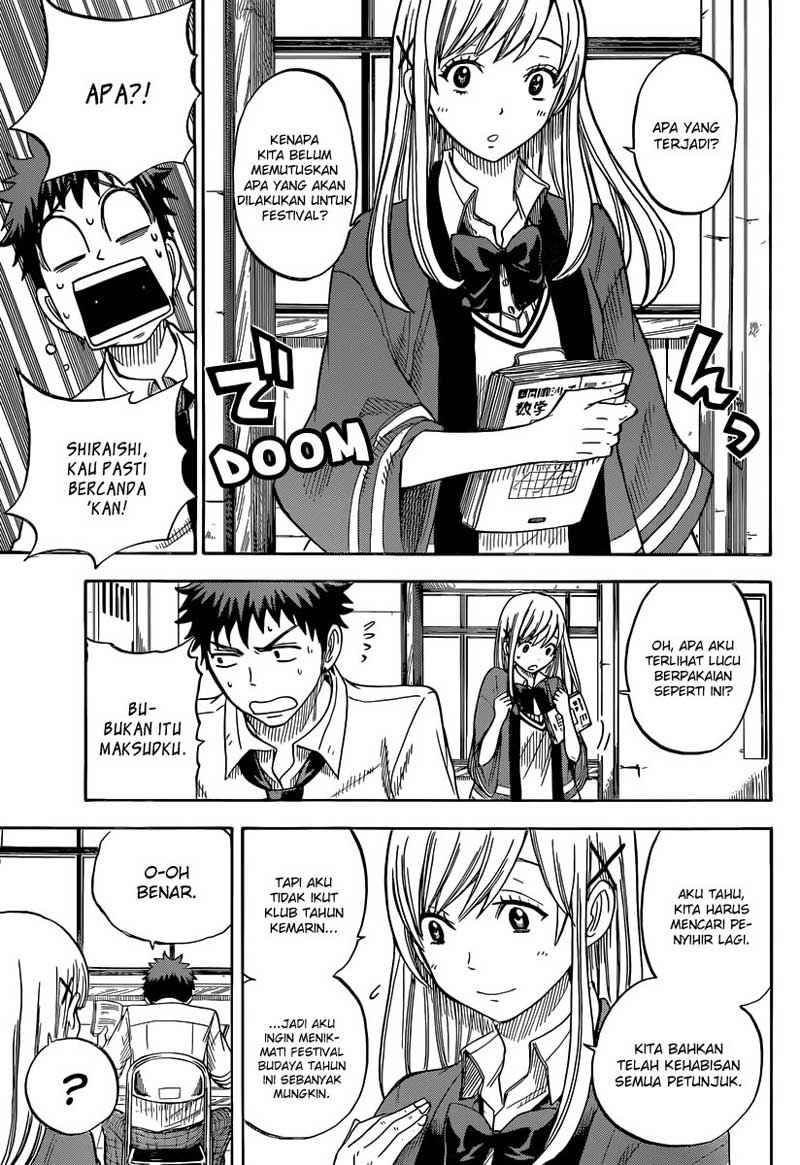 APA YANG
TERJADI?
KENAPA
KITA BELUM
MEMUTUSKAN
APA YANG AKAN
DILAKUKAN UNTUK
FESTIVAL?
で
DOOM
んっ
数学
APA?!
SHIRAISHI,
KAU PASTI
BERCANDA
'KAN!
OH, APA AKU
TERLIHAT LUCU
BERPAKAIAN
SEPERTI INI?
BU-
BUKAN ITU
MAKSUDKU.
AKU TAHU,
KITA HARUS
MENCARI PE-
NYIHIR LAGI.
KITA BAHKAN
TELAH KEHABISAN
SEMUA PETUNJUK.
TAPI AKU
TIDAK IKUT
KLUB TAHUN
KEMARIN...
...JADI AKU
INGIN MENIK-
MATI FESTIVAL
BUDAYA TAHUN
INI SEBANYAK
MUNGKIN.
O-OH
BENAR.
?